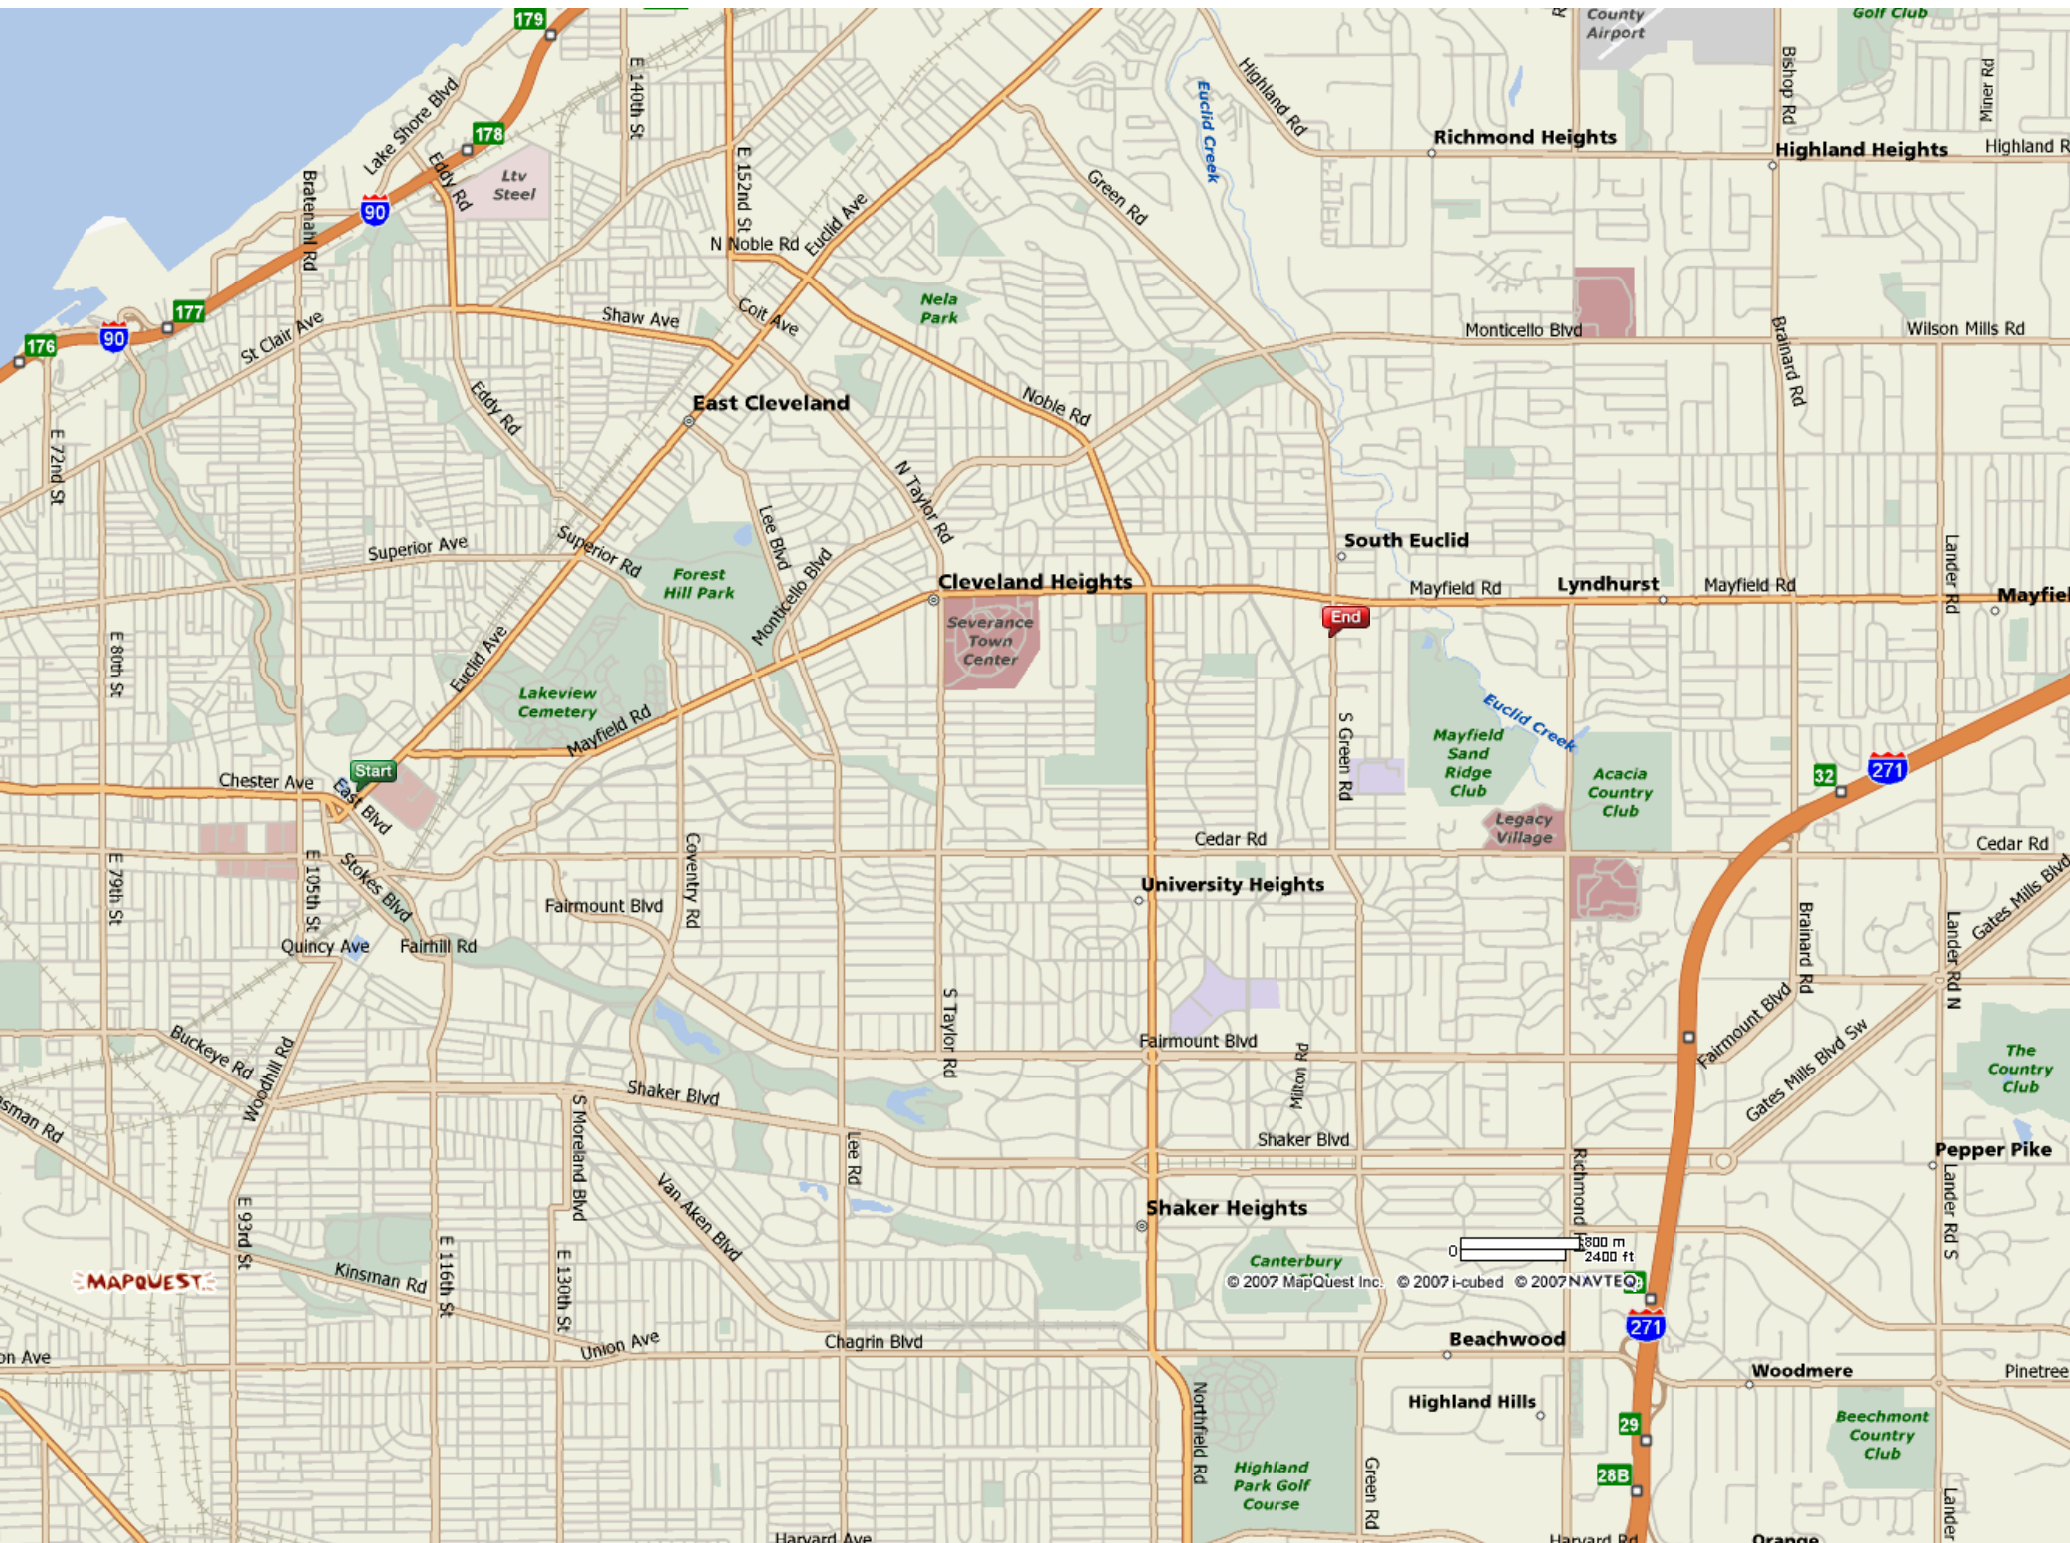 179
County
Airport
Golf Club
Bishop Rd
Miner Rd
E 140th St
Highland Rd
Lake Shore Blvd
178
Euclid Creek
Richmond Heights
Highland Heights
Highland R
Eddy Rd
Ltv
Steel
E 152nd St
Green Rd
Bratenahl Rd
90
N Noble Rd
Euclid Ave
177
Nela
Park
St Clair Ave
Shaw Ave
Coit Ave
Monticello Blvd
Wilson Mills Rd
176
90
Brainard Rd
Eddy Rd
East Cleveland
Noble Rd
E 72nd St
N Taylor Rd
Lee Blvd
Superior Ave
Superior Rd
South Euclid
Lander Rd
Forest
Hill Park
Monticello Blvd
Cleveland Heights
Mayfield Rd
Lyndhurst
Mayfield Rd
Mayfiel
End
Severance
Town
Center
E 80th St
Euclid Ave
Lakeview
Cemetery
Mayfield Rd
S Green Rd
Euclid Creek
Mayfield
Sand
Ridge
Club
Acacia
Country
Club
32
271
Start
Chester Ave
East Blvd
Legacy
Village
Cedar Rd
Cedar Rd
E 79th St
E 105th St
Stokes Blvd
Coventry Rd
University Heights
Gates Mills Blvd
Fairmount Blvd
Quincy Ave
Fairhill Rd
Brainard Rd
Lander Rd N
S Taylor Rd
Buckeye Rd
Woodhill Rd
Fairmount Blvd
Milton Rd
Fairmount Blvd
Gates Mills Blvd Sw
The
Country
Club
Shaker Blvd
nsman Rd
S Moreland Blvd
Lee Rd
Shaker Blvd
Richmond R
Pepper Pike
Lander Rd S
Van Aken Blvd
Shaker Heights
E 93rd St
E 116th St
E 130th St
Kinsman Rd
MAPQUEST
Canterbury
0
800 m
2400 ft
© 2007 MapQuest Inc. © 2007 i-cubed © 2007 NAVTEQ
271
on Ave
Union Ave
Chagrin Blvd
Beachwood
Woodmere
Pinetree
Northfield Rd
Highland Hills
29
Beechmont
Country
Club
28B
Highland
Park Golf
Course
Green Rd
Lander
Harvard Ave
Harvard Rd
Orange